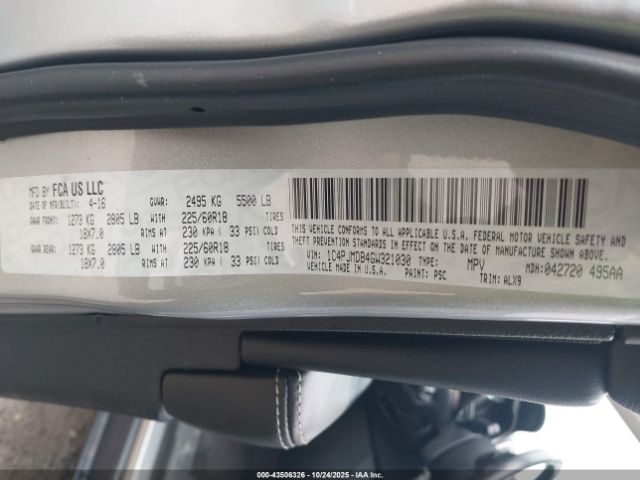 MFD BY FCA US LLC
DATE OF MFR(BUILT): 4-16 GVWR: 2495 KG 5500 LB
GAWR FRONT: 1273 KG 2805 LB WITH 225/60R18 TIRES
18X7.0 RIMS AT 230 KPA ( 33 PSI) COLD
GAWR REAR: 1273 KG 2805 LB WITH 225/60R18 TIRES
18X7.0 RIMS AT 230 KPA ( 33 PSI) COLD
THIS VEHICLE CONFORMS TO ALL APPLICABLE U.S.A. FEDERAL MOTOR VEHICLE SAFETY AND
THEFT PREVENTION STANDARDS IN EFFECT ON THE DATE OF MANUFACTURE SHOWN ABOVE.
VIN: 1C4PJMDB4GW321030 TYPE: MPV MDH: 042720 495AA
VEHICLE MADE IN U.S.A. PAINT: PSC TRIM: ALX9
000-43506326 - 10/24/2025 - COPYRIGHT IAA, LLC.